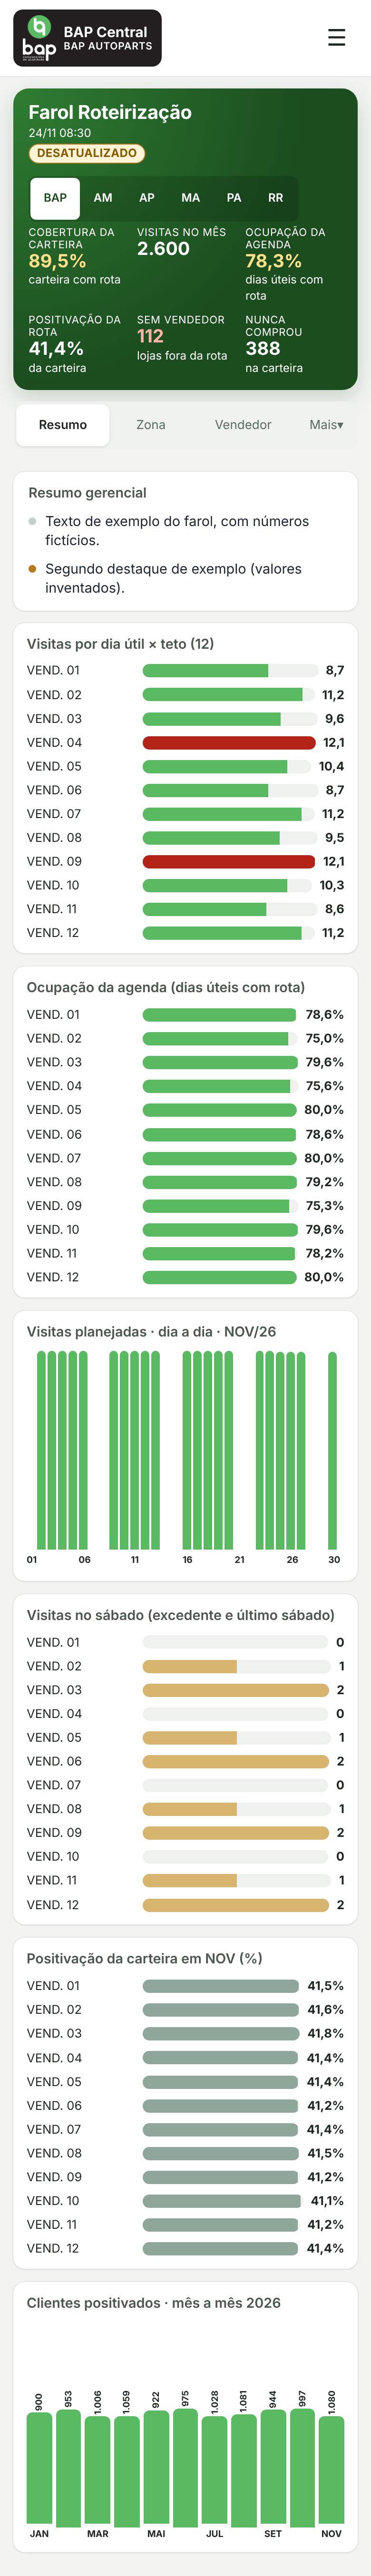 bap
BAP Central
BAP AUTOPARTS
☰
Farol Roteirização
24/11 08:30
DESATUALIZADO
BAP AM AP MA PA RR
COBERTURA DA CARTEIRA
89,5%
carteira com rota
VISITAS NO MÊS
2.600
OCUPAÇÃO DA AGENDA
78,3%
dias úteis com rota
POSITIVAÇÃO DA ROTA
41,4%
da carteira
SEM VENDEDOR
112
lojas fora da rota
NUNCA COMPROU
388
na carteira
Resumo Zona Vendedor Mais▾
Resumo gerencial
Texto de exemplo do farol, com números
fictícios.
Segundo destaque de exemplo (valores
inventados).
Visitas por dia útil × teto (12)
VEND. 01 8,7
VEND. 02 11,2
VEND. 03 9,6
VEND. 04 12,1
VEND. 05 10,4
VEND. 06 8,7
VEND. 07 11,2
VEND. 08 9,5
VEND. 09 12,1
VEND. 10 10,3
VEND. 11 8,6
VEND. 12 11,2
Ocupação da agenda (dias úteis com rota)
VEND. 01 78,6%
VEND. 02 75,0%
VEND. 03 79,6%
VEND. 04 75,6%
VEND. 05 80,0%
VEND. 06 78,6%
VEND. 07 80,0%
VEND. 08 79,2%
VEND. 09 75,3%
VEND. 10 79,6%
VEND. 11 78,2%
VEND. 12 80,0%
Visitas planejadas · dia a dia · NOV/26
01 06 11 16 21 26 30
Visitas no sábado (excedente e último sábado)
VEND. 01 0
VEND. 02 1
VEND. 03 2
VEND. 04 0
VEND. 05 1
VEND. 06 2
VEND. 07 0
VEND. 08 1
VEND. 09 2
VEND. 10 0
VEND. 11 1
VEND. 12 2
Positivação da carteira em NOV (%)
VEND. 01 41,5%
VEND. 02 41,6%
VEND. 03 41,8%
VEND. 04 41,4%
VEND. 05 41,4%
VEND. 06 41,2%
VEND. 07 41,4%
VEND. 08 41,5%
VEND. 09 41,2%
VEND. 10 41,1%
VEND. 11 41,2%
VEND. 12 41,4%
Clientes positivados · mês a mês 2026
900 953 1.006 1.059 922 975 1.028 1.081 944 997 1.080
JAN MAR MAI JUL SET NOV